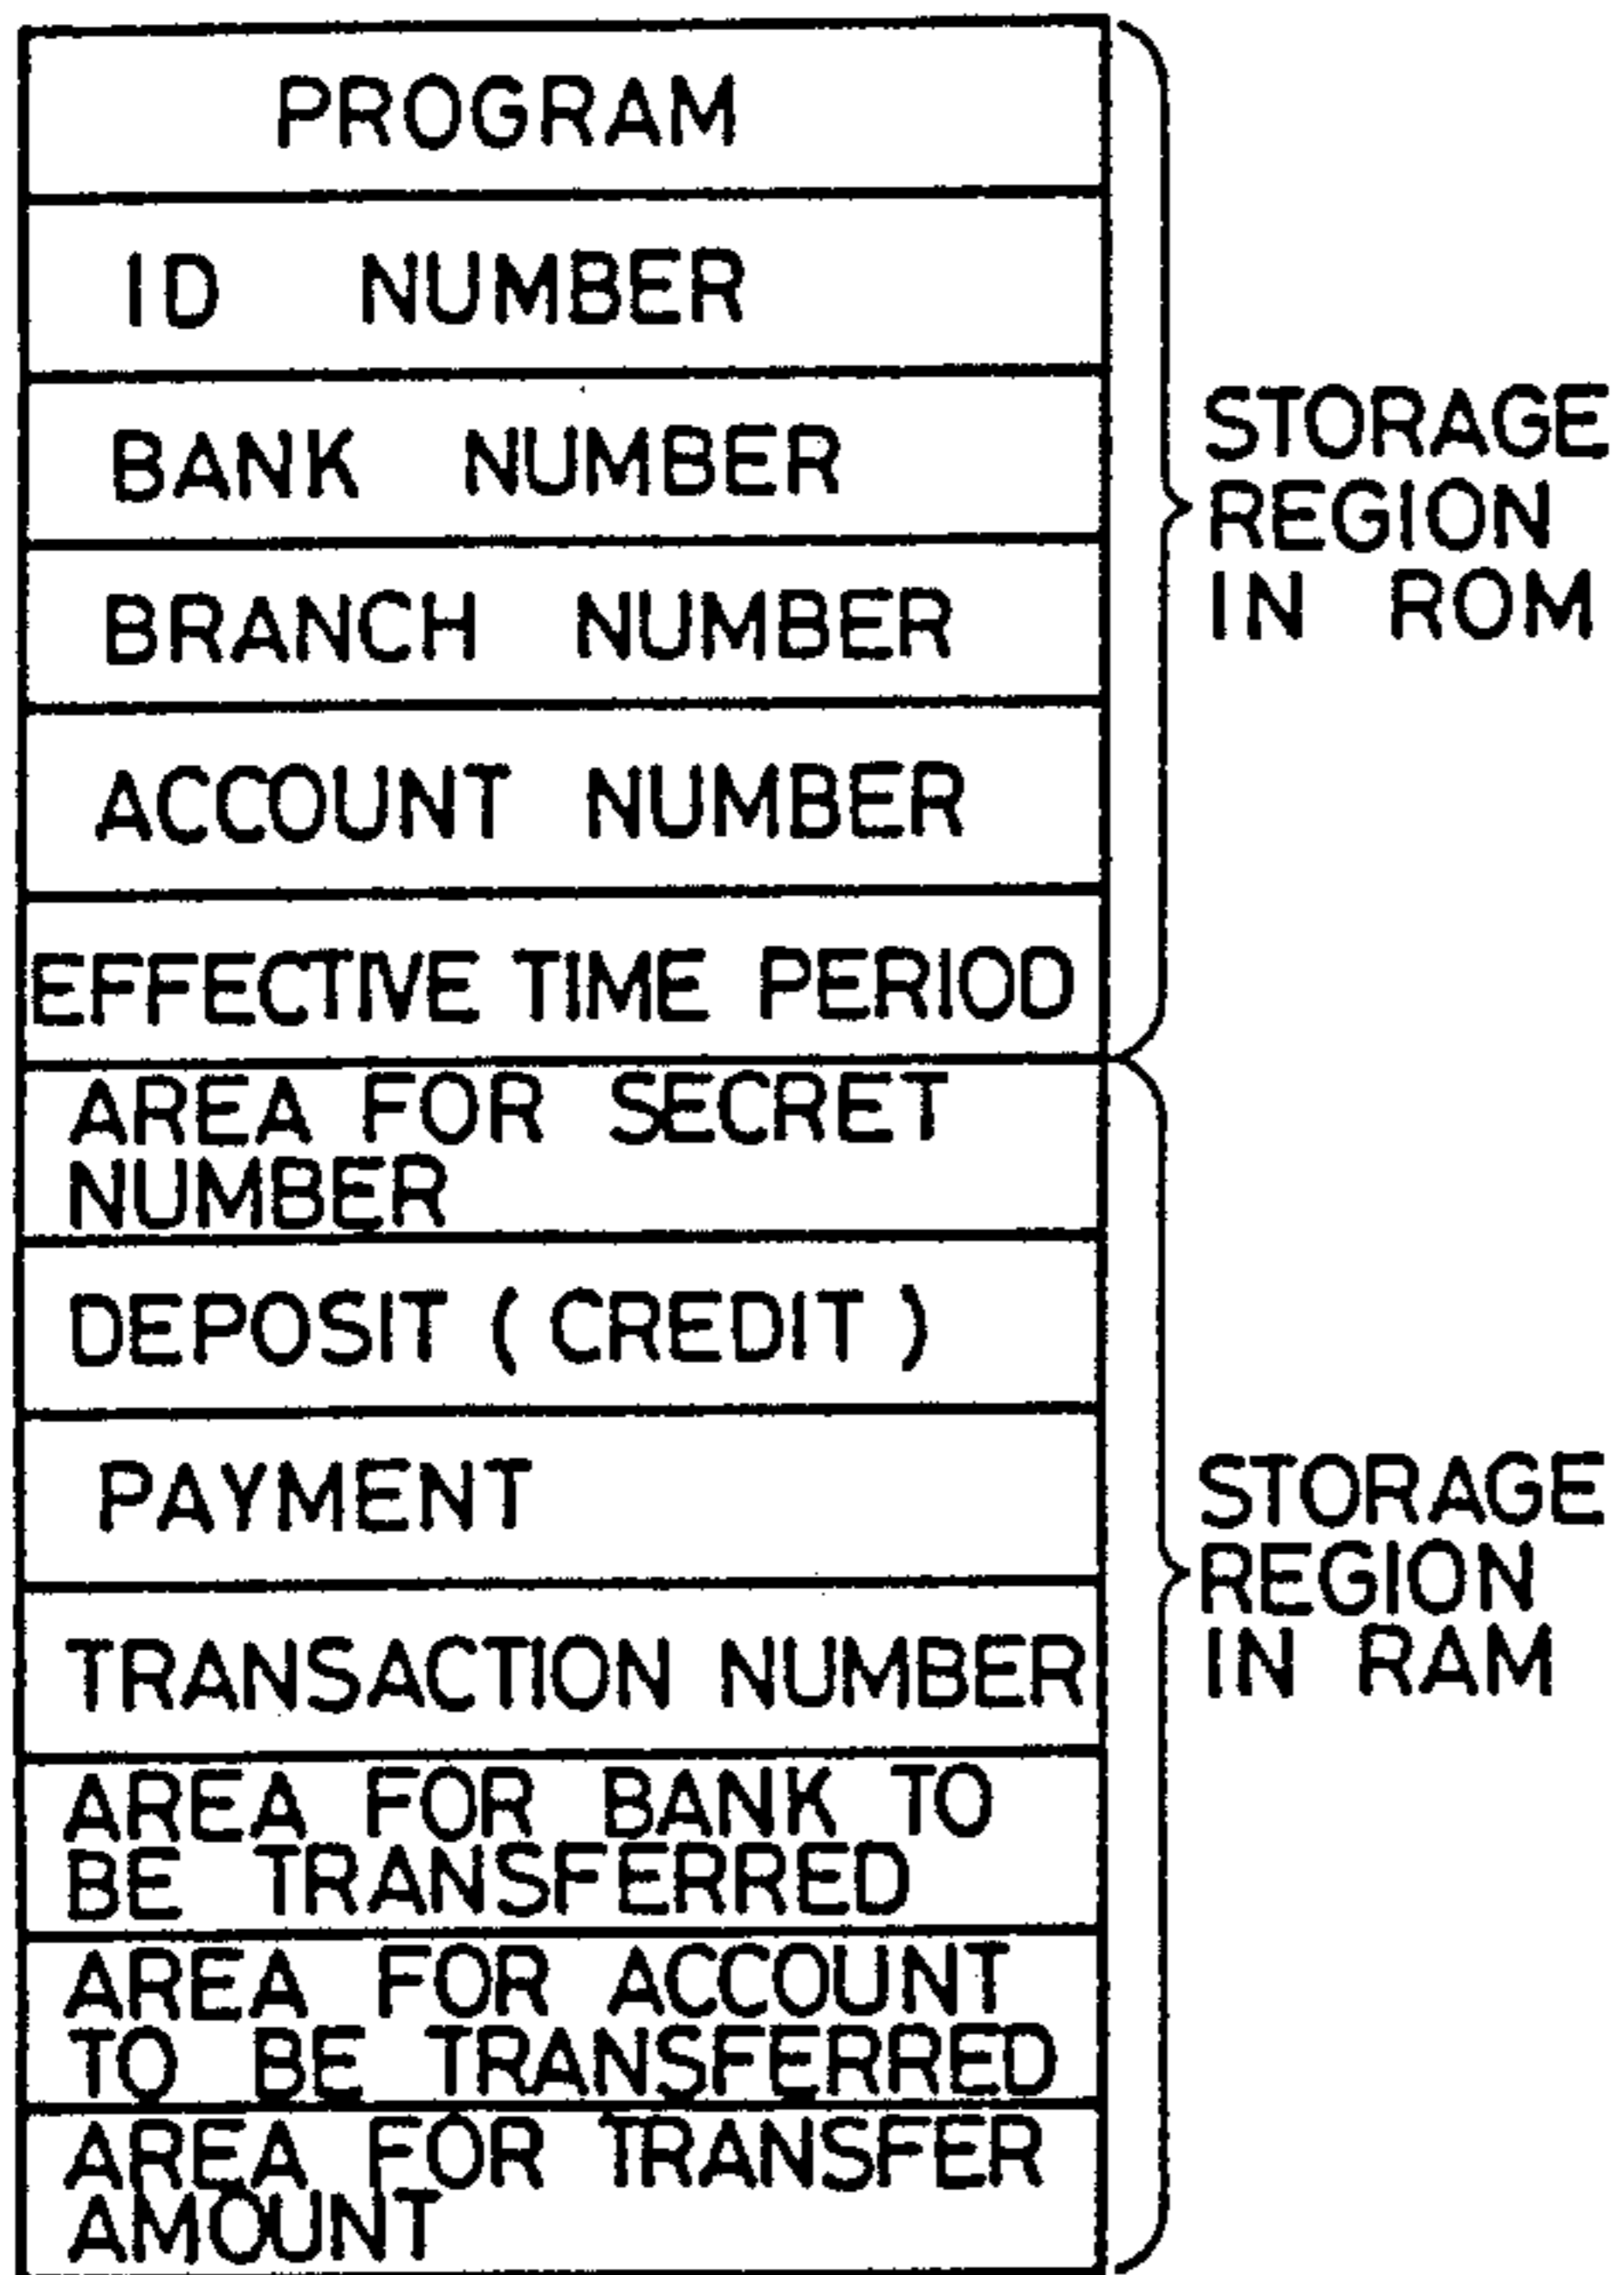 PROGRAM
ID NUMBER
BANK NUMBER
BRANCH NUMBER
ACCOUNT NUMBER
EFFECTIVE TIME PERIOD
STORAGE
REGION
IN ROM
AREA FOR SECRET
NUMBER
DEPOSIT (CREDIT)
PAYMENT
TRANSACTION NUMBER
AREA FOR BANK TO
BE TRANSFERRED
AREA FOR ACCOUNT
TO BE TRANSFERRED
AREA FOR TRANSFER
AMOUNT
STORAGE
REGION
IN RAM